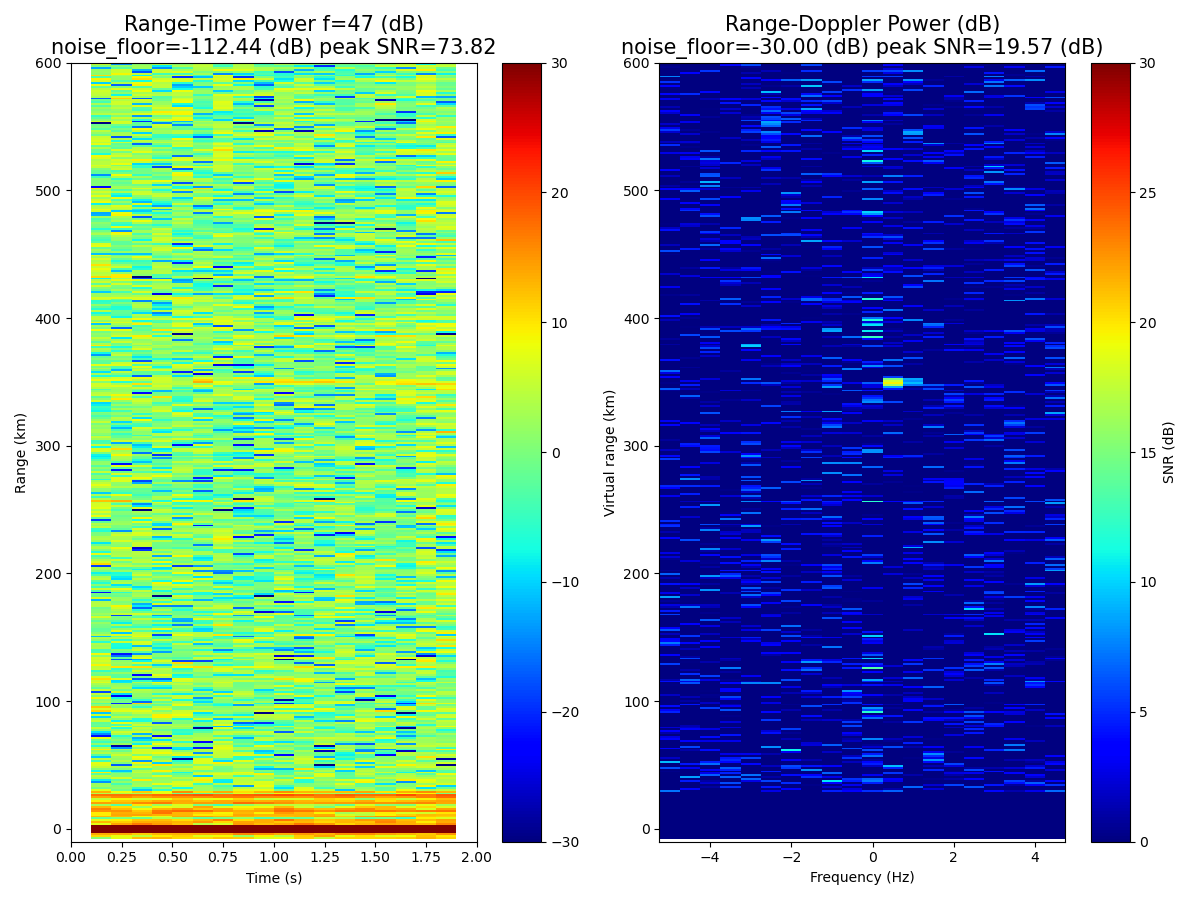 Range-Time Power f=47 (dB)
noise_floor=-112.44 (dB) peak SNR=73.82
600
500
400
300
200
100
0
Range (km)
0.00 0.25 0.50 0.75 1.00 1.25 1.50 1.75 2.00
Time (s)
30
20
10
0
−10
−20
−30
Range-Doppler Power (dB)
noise_floor=-30.00 (dB) peak SNR=19.57 (dB)
600
500
400
300
200
100
0
Virtual range (km)
−4 −2 0 2 4
Frequency (Hz)
30
25
20
15
10
5
0
SNR (dB)